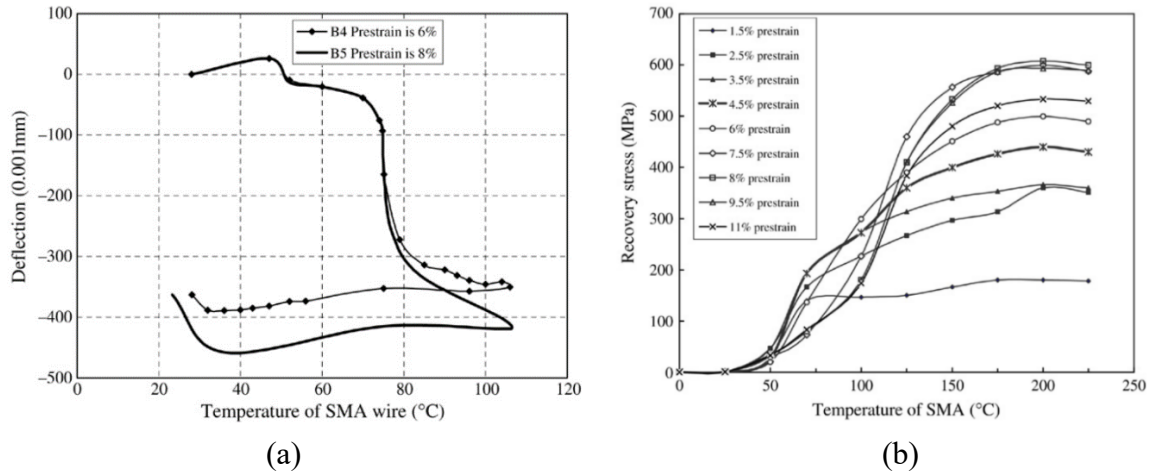 100
0
−100
−200
−300
−400
−500
0 20 40 60 80 100 120
Deflection (0.001mm)
Temperature of SMA wire (°C)
B4 Prestrain is 6%
B5 Prestrain is 8%
(a)
700
600
500
400
300
200
100
0
0 50 100 150 200 250
Recovery stress (MPa)
Temperature of SMA (°C)
1.5% prestrain
2.5% prestrain
3.5% prestrain
4.5% prestrain
6% prestrain
7.5% prestrain
8% prestrain
9.5% prestrain
11% prestrain
(b)